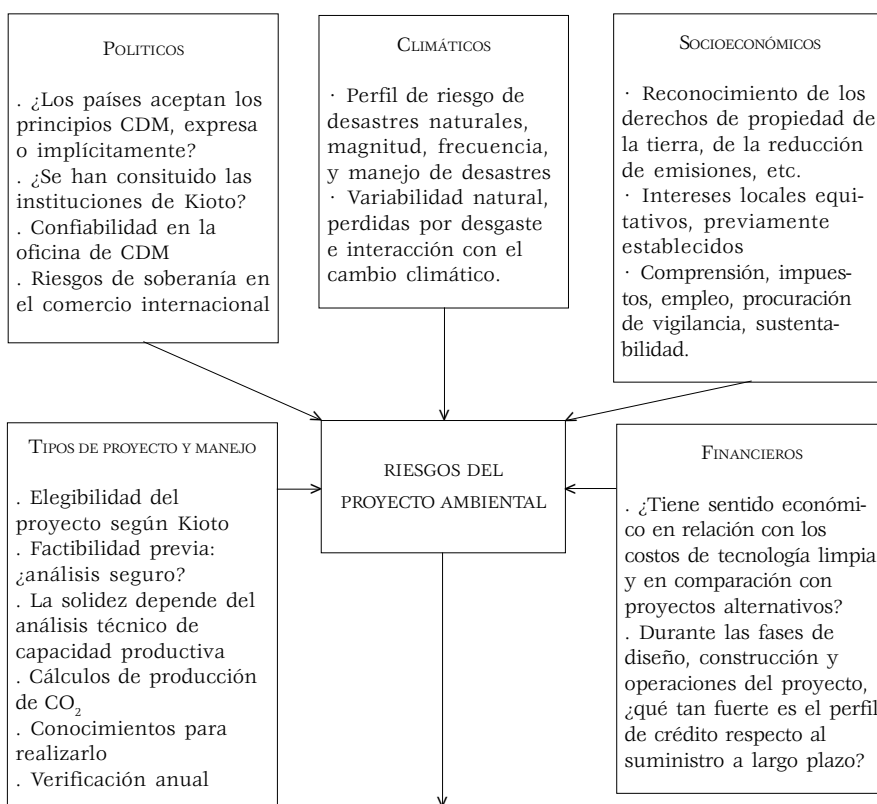 POLITICOS
. ¿Los países aceptan los
principios CDM, expresa
o implícitamente?
. ¿Se han consituido las
instituciones de Kioto?
. Confiabilidad en la
oficina de CDM
. Riesgos de soberanía en
el comercio internacional
CLIMÁTICOS
· Perfil de riesgo de
desastres naturales,
magnitud, frecuencia,
y manejo de desastres
· Variabilidad natural,
perdidas por desgaste
e interacción con el
cambio climático.
SOCIOECONÓMICOS
· Reconocimiento de los
derechos de propiedad de
la tierra, de la reducción
de emisiones, etc.
· Intereses locales equi-
tativos, previamente
establecidos
· Comprensión, impues-
tos, empleo, procuración
de vigilancia, sustenta-
bilidad.
TIPOS DE PROYECTO Y MANEJO
. Elegibilidad del
proyecto según Kioto
. Factibilidad previa:
¿análisis seguro?
. La solidez depende del
análisis técnico de
capacidad productiva
. Cálculos de producción
de CO₂
. Conocimientos para
realizarlo
. Verificación anual
RIESGOS DEL
PROYECTO AMBIENTAL
FINANCIEROS
. ¿Tiene sentido económi-
co en relación con los
costos de tecnología limpia
y en comparación con
proyectos alternativos?
. Durante las fases de
diseño, construcción y
operaciones del proyecto,
¿qué tan fuerte es el perfil
de crédito respecto al
suministro a largo plazo?